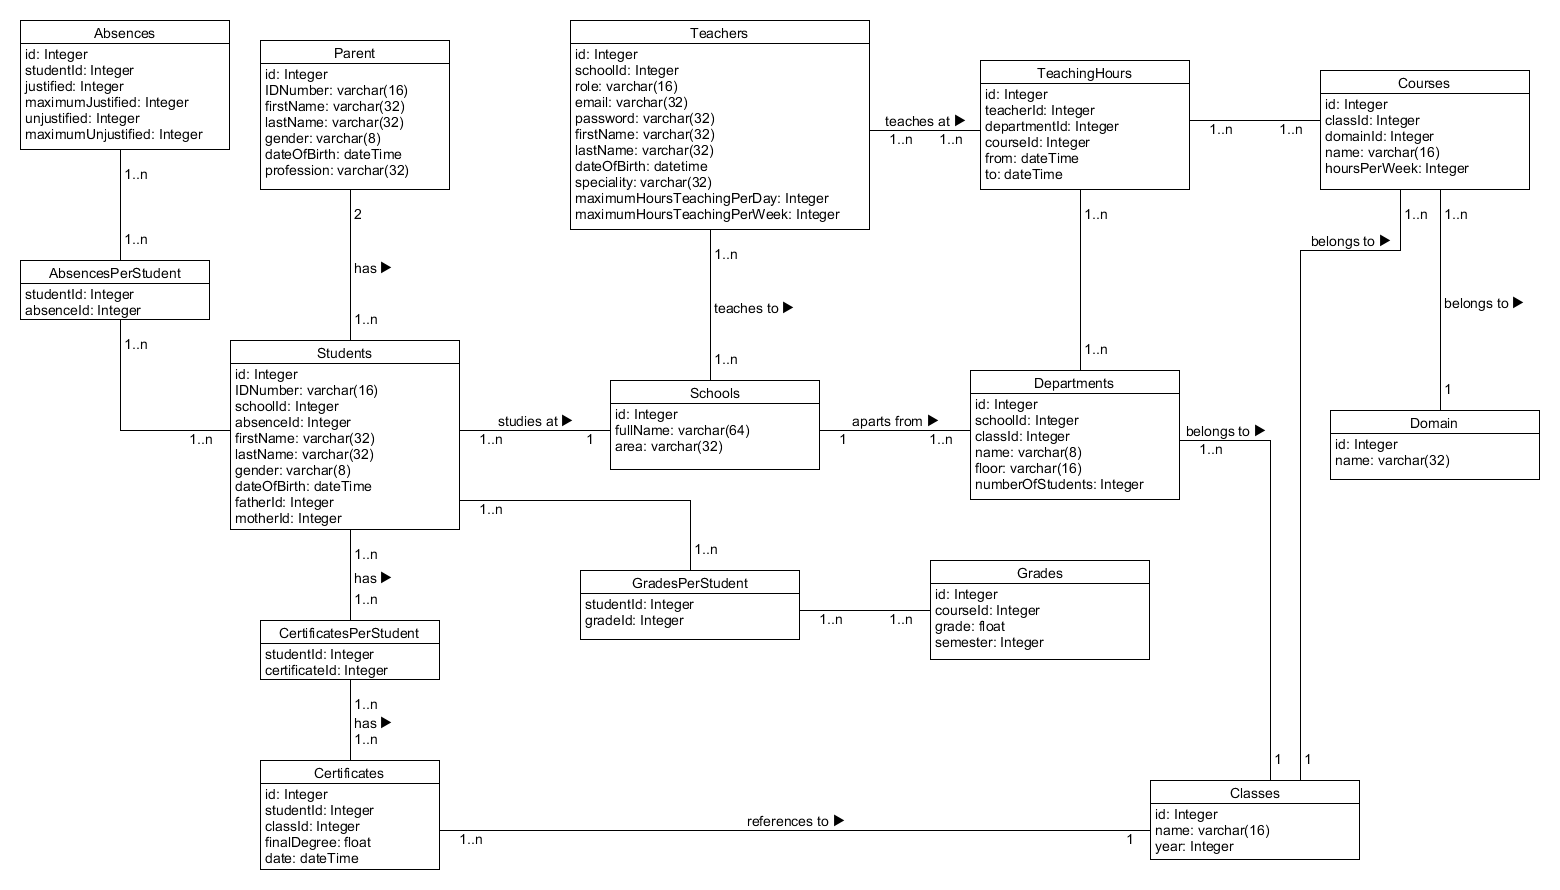 Absences
id: Integer
studentId: Integer
justified: Integer
maximumJustified: Integer
unjustified: Integer
maximumUnjustified: Integer
1..n
1..n
AbsencesPerStudent
studentId: Integer
absenceId: Integer
1..n
1..n
Parent
id: Integer
IDNumber: varchar(16)
firstName: varchar(32)
lastName: varchar(32)
gender: varchar(8)
dateOfBirth: dateTime
profession: varchar(32)
2
has ▶
1..n
Students
id: Integer
IDNumber: varchar(16)
schoolId: Integer
absenceId: Integer
firstName: varchar(32)
lastName: varchar(32)
gender: varchar(8)
dateOfBirth: dateTime
fatherId: Integer
motherId: Integer
Teachers
id: Integer
schoolId: Integer
role: varchar(16)
email: varchar(32)
password: varchar(32)
firstName: varchar(32)
lastName: varchar(32)
dateOfBirth: datetime
speciality: varchar(32)
maximumHoursTeachingPerDay: Integer
maximumHoursTeachingPerWeek: Integer
teaches at ▶
1..n 1..n
TeachingHours
id: Integer
teacherId: Integer
departmentId: Integer
courseId: Integer
from: dateTime
to: dateTime
1..n 1..n
Courses
id: Integer
classId: Integer
domainId: Integer
name: varchar(16)
hoursPerWeek: Integer
1..n
teaches to ▶
1..n
1..n
1..n
1..n
belongs to ▶
1..n
belongs to ▶
1
studies at ▶
1..n 1
Schools
id: Integer
fullName: varchar(64)
area: varchar(32)
aparts from ▶
1 1..n
Departments
id: Integer
schoolId: Integer
classId: Integer
name: varchar(8)
floor: varchar(16)
numberOfStudents: Integer
belongs to ▶
1..n
Domain
id: Integer
name: varchar(32)
1..n
1..n
GradesPerStudent
studentId: Integer
gradeId: Integer
1..n 1..n
Grades
id: Integer
courseId: Integer
grade: float
semester: Integer
1..n
has ▶
1..n
CertificatesPerStudent
studentId: Integer
certificateId: Integer
1..n
has ▶
1..n
Certificates
id: Integer
studentId: Integer
classId: Integer
finalDegree: float
date: dateTime
references to ▶
1..n 1
1 1
Classes
id: Integer
name: varchar(16)
year: Integer